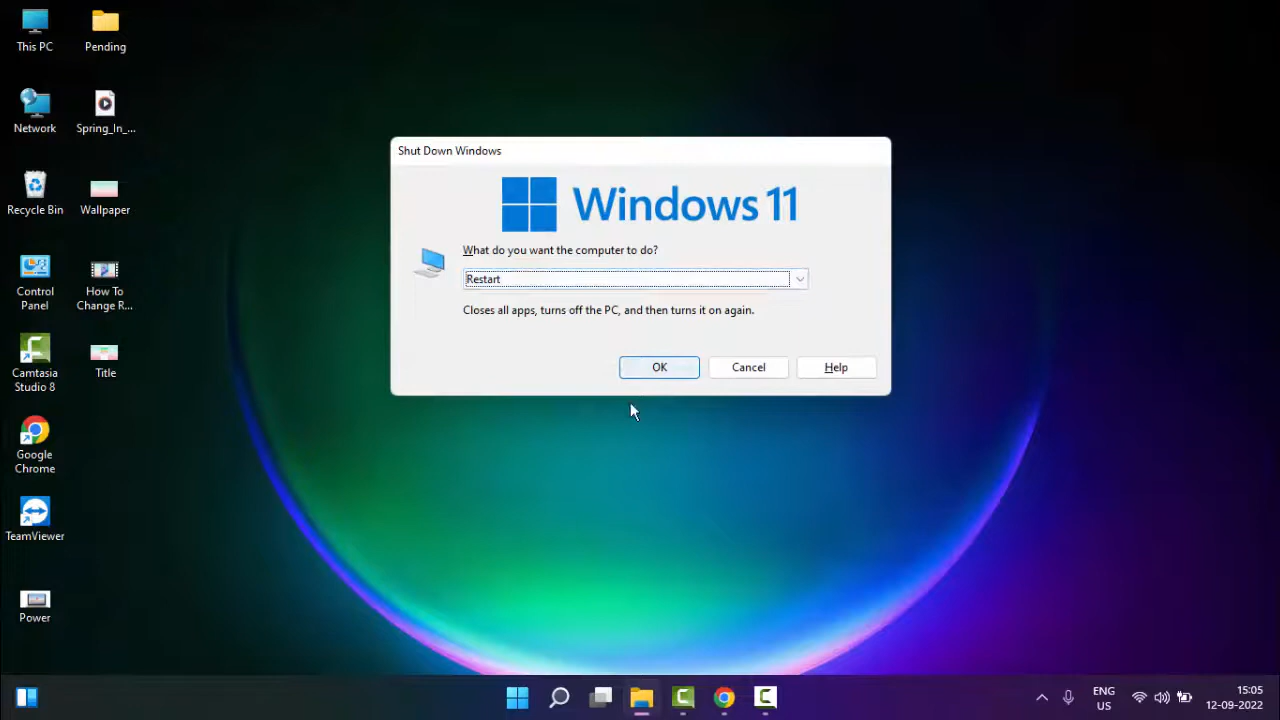 This PC
Pending
Network
Spring_In_...
Recycle Bin
Wallpaper
Control
Panel
How To
Change R...
Camtasia
Studio 8
Title
Google
Chrome
TeamViewer
Power
Shut Down Windows
Windows 11
What do you want the computer to do?
Restart
Closes all apps, turns off the PC, and then turns it on again.
OK
Cancel
Help
ENG
US
15:05
12-09-2022